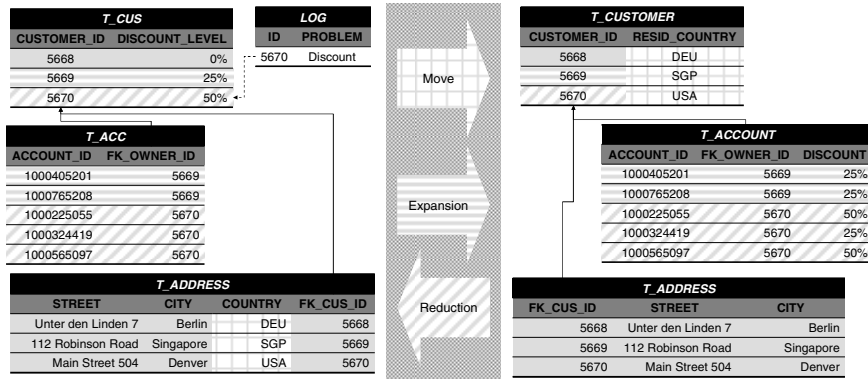 T_CUS
CUSTOMER_ID DISCOUNT_LEVEL
5668 0%
5669 25%
5670 50%
LOG
ID PROBLEM
5670 Discount
T_ACC
ACCOUNT_ID FK_OWNER_ID
1000405201 5669
1000765208 5669
1000225055 5670
1000324419 5670
1000565097 5670
T_ADDRESS
STREET CITY COUNTRY FK_CUS_ID
Unter den Linden 7 Berlin DEU 5668
112 Robinson Road Singapore SGP 5669
Main Street 504 Denver USA 5670
Move
Expansion
Reduction
T_CUSTOMER
CUSTOMER_ID RESID_COUNTRY
5668 DEU
5669 SGP
5670 USA
T_ACCOUNT
ACCOUNT_ID FK_OWNER_ID DISCOUNT
1000405201 5669 25%
1000765208 5669 25%
1000225055 5670 50%
1000324419 5670 25%
1000565097 5670 50%
T_ADDRESS
FK_CUS_ID STREET CITY
5668 Unter den Linden 7 Berlin
5669 112 Robinson Road Singapore
5670 Main Street 504 Denver